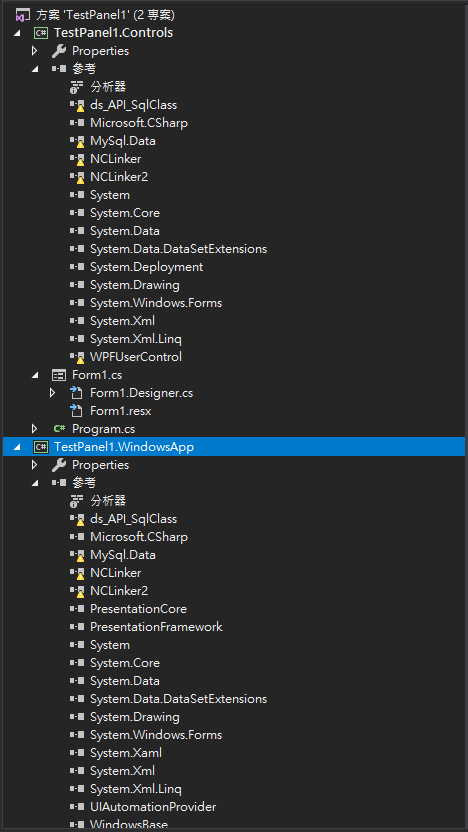 方案 'TestPanel1' (2 專案)
C# TestPanel1.Controls
Properties
參考
分析器
ds_API_SqlClass
Microsoft.CSharp
MySql.Data
NCLinker
NCLinker2
System
System.Core
System.Data
System.Data.DataSetExtensions
System.Deployment
System.Drawing
System.Windows.Forms
System.Xml
System.Xml.Linq
WPFUserControl
Form1.cs
Form1.Designer.cs
Form1.resx
C# Program.cs
C# TestPanel1.WindowsApp
Properties
參考
分析器
ds_API_SqlClass
Microsoft.CSharp
MySql.Data
NCLinker
NCLinker2
PresentationCore
PresentationFramework
System
System.Core
System.Data
System.Data.DataSetExtensions
System.Drawing
System.Windows.Forms
System.Xaml
System.Xml
System.Xml.Linq
UIAutomationProvider
WindowsBase